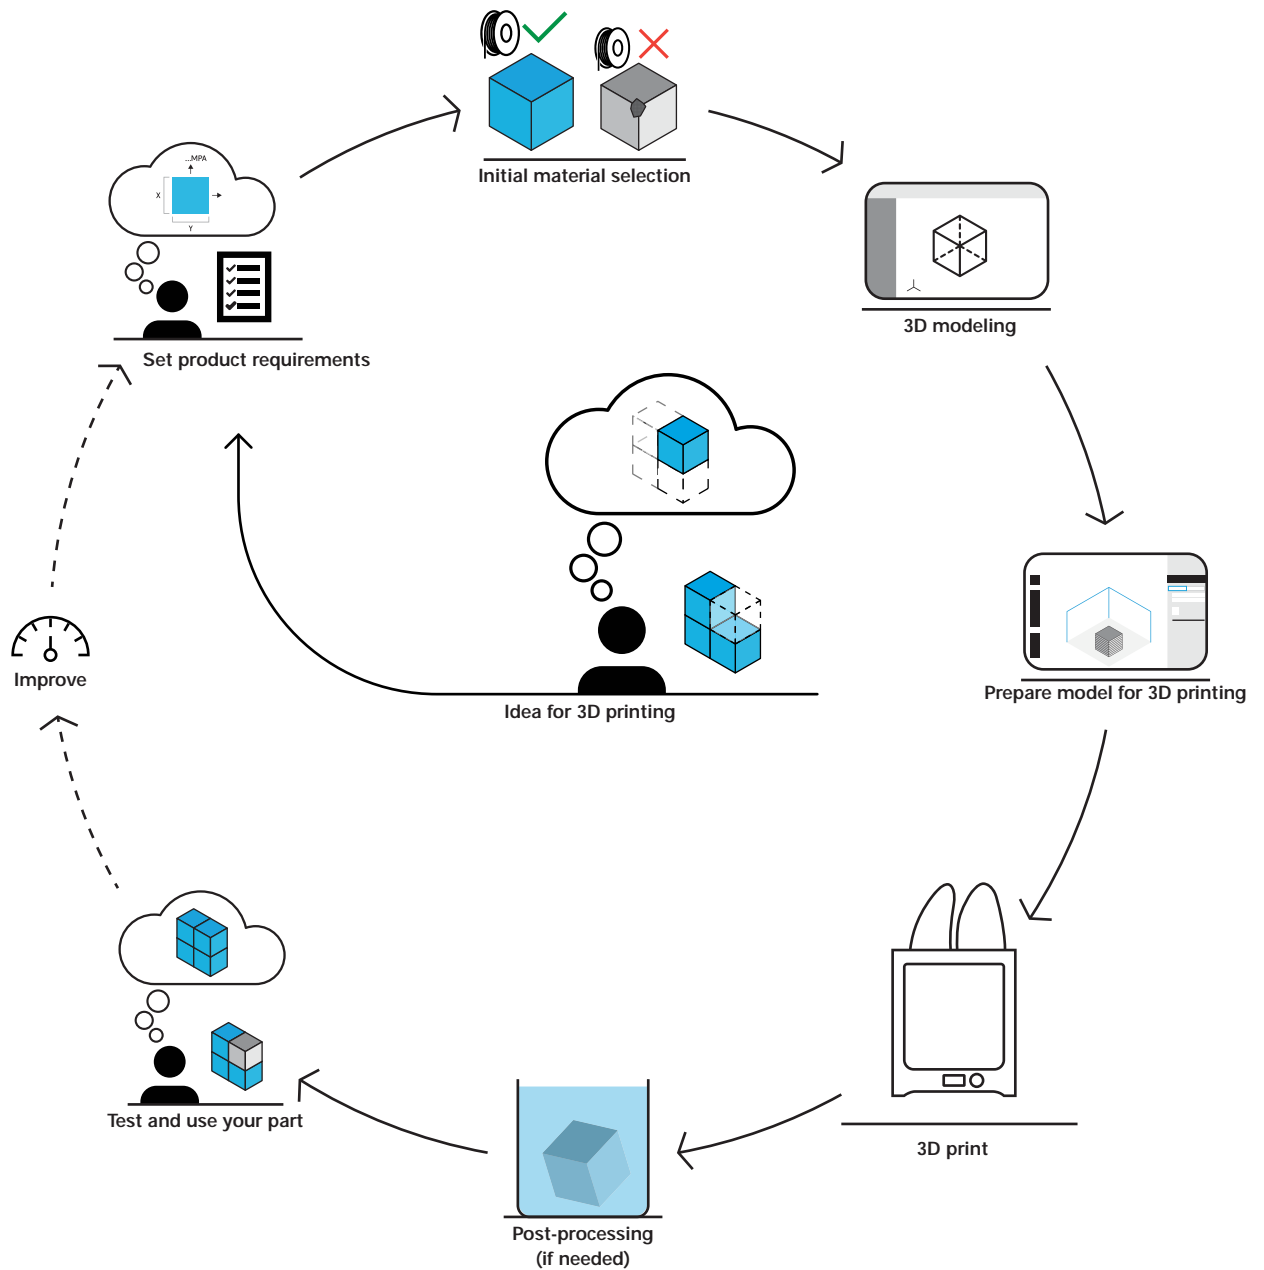 Initial material selection
...MPA
X
Y
Set product requirements
3D modeling
Idea for 3D printing
Improve
Prepare model for 3D printing
Test and use your part
3D print
Post-processing
(if needed)